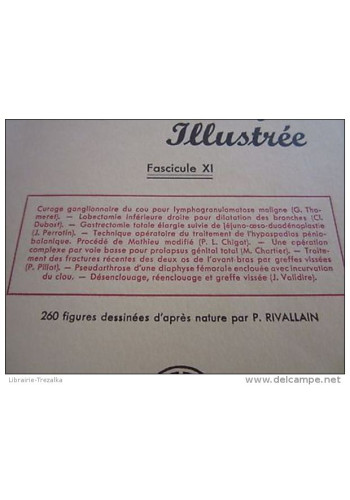 Illustrée
Fascicule XI
Curage ganglionnaire du cou pour lymphogranulomatose maligne (G. Tho-
meret). — Lobectomie inférieure droite pour dilatation des bronches (Cl.
Dubost). — Gastrectomie totale élargie suivie de jéjuno-œso-duodénoplastie
(J. Perrotin). — Technique opératoire du traitement de l'hypospadias pénio-
balanique. Procédé de Mathieu modifié (P. L. Chigot). — Une opération
complexe par voie basse pour prolapsus génital total (M. Chartier). — Trait-
ement des fractures récentes des deux os de l'avant-bras par greffes vissées
(P. Pillot). — Pseudarthrose d'une diaphyse fémorale enclouée avec incurvation
du clou. — Désenclouage, réenclouage et greffe vissée (J. Validire).
260 figures dessinées d'après nature par P. RIVALLAIN
Librairie-Trezalka
www.delcampe.net